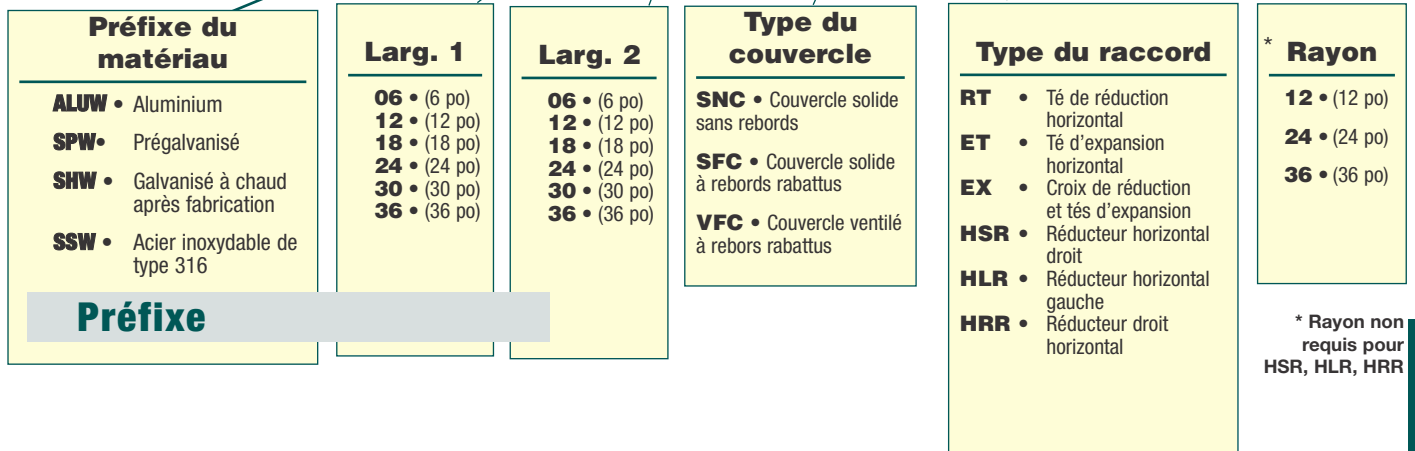 Préfixe du
matériau
ALUW • Aluminium
SPW• Prégalvanisé
SHW • Galvanisé à chaud
après fabrication
SSW • Acier inoxydable de
type 316
Préfixe
Larg. 1
06 • (6 po)
12 • (12 po)
18 • (18 po)
24 • (24 po)
30 • (30 po)
36 • (36 po)
Larg. 2
06 • (6 po)
12 • (12 po)
18 • (18 po)
24 • (24 po)
30 • (30 po)
36 • (36 po)
Type du
couvercle
SNC • Couvercle solide
sans rebords
SFC • Couvercle solide
à rebords rabattus
VFC • Couvercle ventilé
à rebors rabattus
Type du raccord
RT • Té de réduction
horizontal
ET • Té d'expansion
horizontal
EX • Croix de réduction
et tés d'expansion
HSR • Réducteur horizontal
droit
HLR • Réducteur horizontal
gauche
HRR • Réducteur droit
horizontal
* Rayon
12 • (12 po)
24 • (24 po)
36 • (36 po)
* Rayon non
requis pour
HSR, HLR, HRR